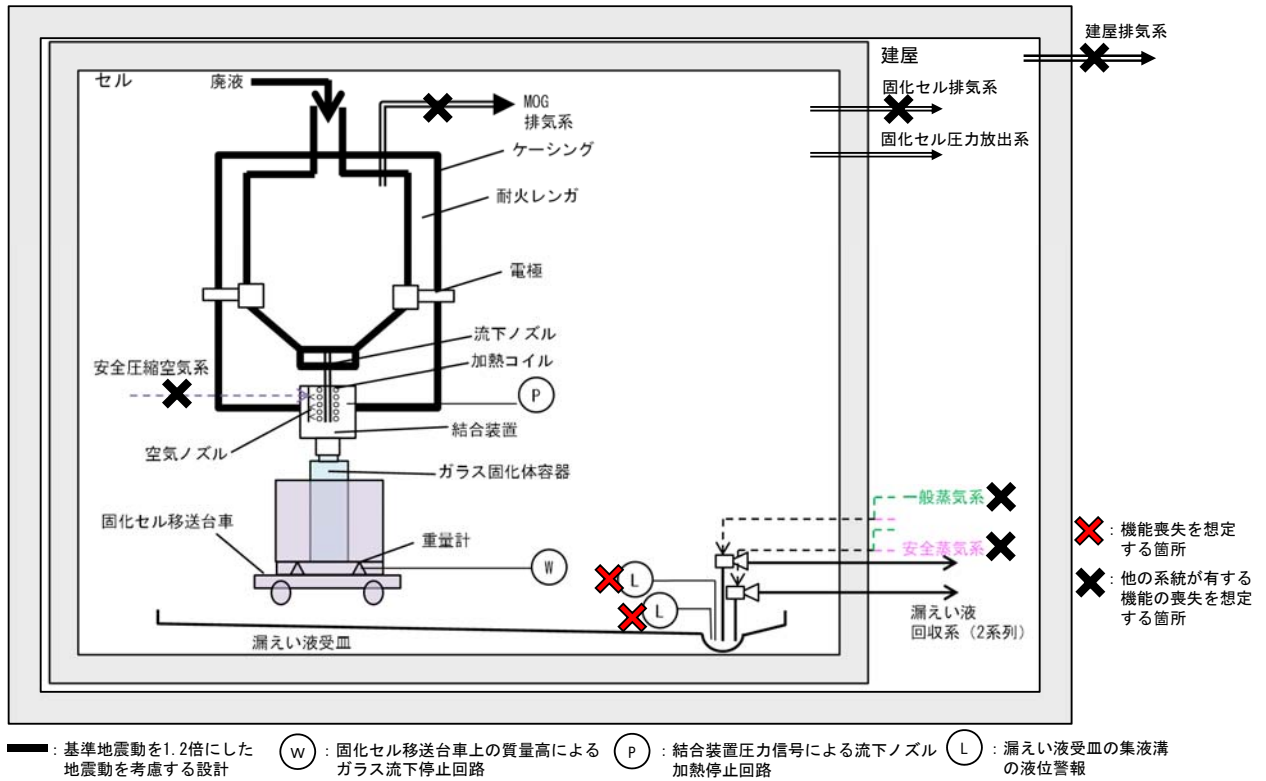 建屋排気系
建屋
セル
廃液
MOG
排気系
固化セル排気系
固化セル圧力放出系
ケーシング
耐火レンガ
電極
流下ノズル
加熱コイル
安全圧縮空気系
P
結合装置
空気ノズル
ガラス固化体容器
固化セル移送台車
重量計
W
L
L
一般蒸気系
安全蒸気系
漏えい液
回収系（2系列）
漏えい液受皿
：機能喪失を想定
する箇所
：他の系統が有する
機能の喪失を想定
する箇所
：基準地震動を1.2倍にした
地震動を考慮する設計
W
：固化セル移送台車上の質量高による
ガラス流下停止回路
P
：結合装置圧力信号による流下ノズル
加熱停止回路
L
：漏えい液受皿の集液溝
の液位警報